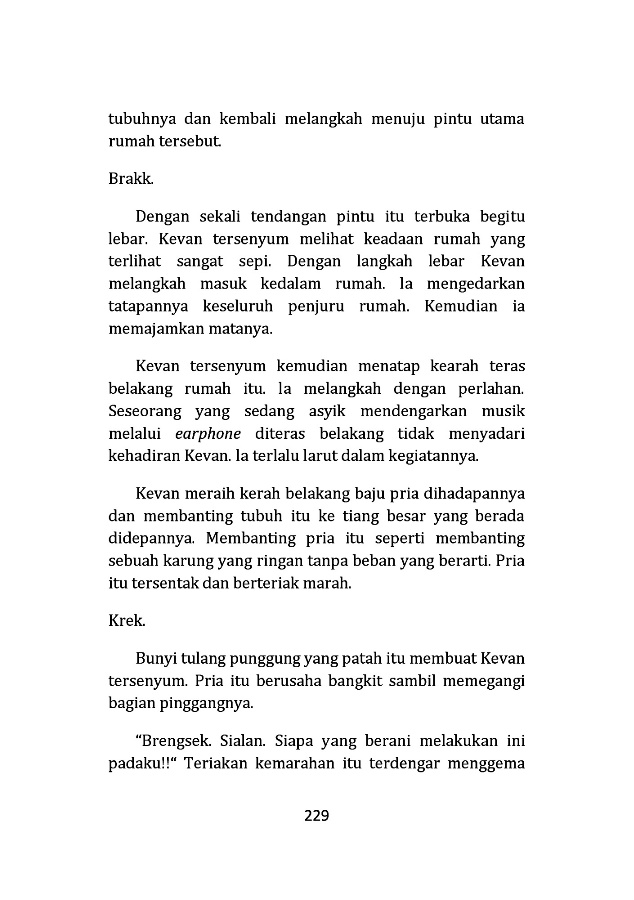 tubuhnya dan kembali melangkah menuju pintu utama
rumah tersebut.
Brakk.
Dengan sekali tendangan pintu itu terbuka begitu
lebar. Kevan tersenyum melihat keadaan rumah yang
terlihat sangat sepi. Dengan langkah lebar Kevan
melangkah masuk kedalam rumah. Ia mengedarkan
tatapannya keseluruh penjuru rumah. Kemudian ia
memajamkan matanya.
Kevan tersenyum kemudian menatap kearah teras
belakang rumah itu. Ia melangkah dengan perlahan.
Seseorang yang sedang asyik mendengarkan musik
melalui earphone diteras belakang tidak menyadari
kehadiran Kevan. Ia terlalu larut dalam kegiatannya.
Kevan meraih kerah belakang baju pria dihadapannya
dan membanting tubuh itu ke tiang besar yang berada
didepannya. Membanting pria itu seperti membanting
sebuah karung yang ringan tanpa beban yang berarti. Pria
itu tersentak dan berteriak marah.
Krek.
Bunyi tulang punggung yang patah itu membuat Kevan
tersenyum. Pria itu berusaha bangkit sambil memegangi
bagian pinggangnya.
“Brengsek. Sialan. Siapa yang berani melakukan ini
padaku!!“ Teriakan kemarahan itu terdengar menggema
229